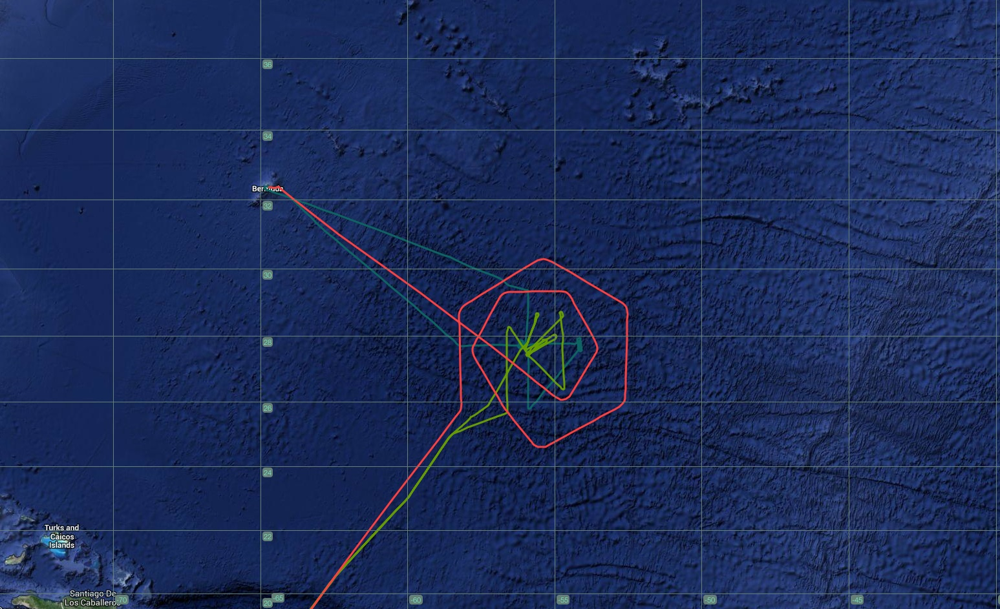 36
34
Bermuda
32
30
28
26
24
Turks and
Caicos
Islands
22
Santiago De
Los Caballeros
-70
20
-65
-60
-55
-50
-45